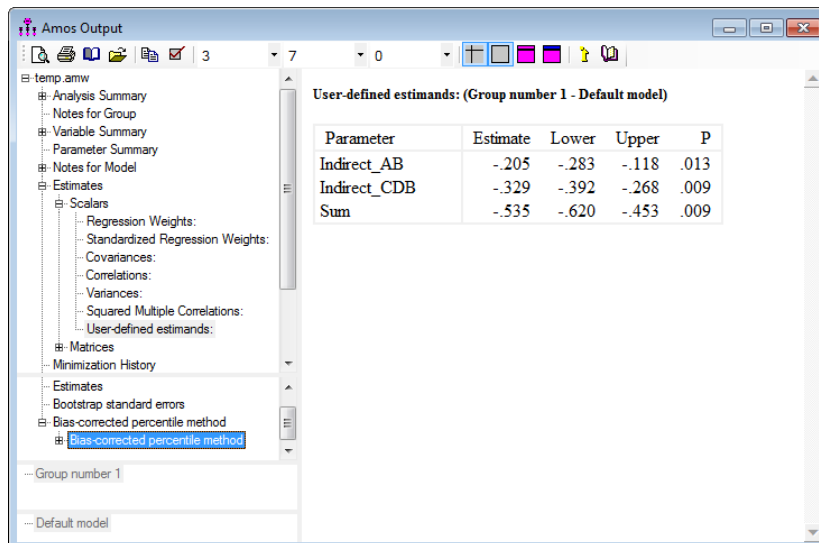 Amos Output
3 7 0
temp.amw
Analysis Summary
Notes for Group
Variable Summary
Parameter Summary
Notes for Model
Estimates
Scalars
Regression Weights:
Standardized Regression Weights:
Covariances:
Correlations:
Variances:
Squared Multiple Correlations:
User-defined estimands:
Matrices
Minimization History
Estimates
Bootstrap standard errors
Bias-corrected percentile method
Bias-corrected percentile method
Group number 1
Default model
User-defined estimands: (Group number 1 - Default model)
Parameter Estimate Lower Upper P
Indirect_AB -.205 -.283 -.118 .013
Indirect_CDB -.329 -.392 -.268 .009
Sum -.535 -.620 -.453 .009